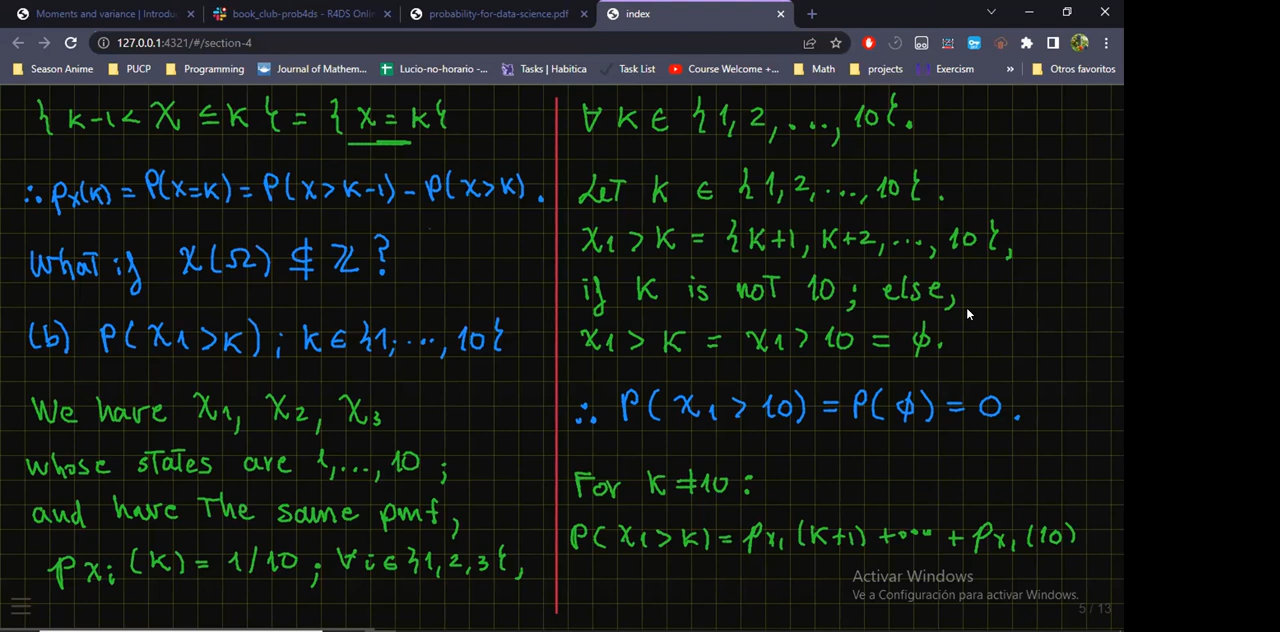 Moments and variance | Introduc
book_club-prob4ds - R4DS Onlin
probability-for-data-science.pdf
index
127.0.0.1:4321/#/section-4
Season Anime
PUCP
Programming
Journal of Mathem...
Lucio-no-horario -...
Tasks | Habitica
Task List
Course Welcome +...
Math
projects
Exercism
»
Otros favoritos
{ k-1 < X ≤ k } = { X = k }
∴ px(k) = P(X=k) = P(X>k-1) - P(X>k).
What if X(Ω) ⊈ ℤ ?
(b) P(X1>k); k ∈ {1, ..., 10}
We have X1, X2, X3
whose states are 1, ..., 10 ;
and have the same pmf,
pxi (k) = 1/10 ; ∀ i ∈ {1, 2, 3},
∀ k ∈ {1, 2, ..., 10}.
Let k ∈ {1, 2, ..., 10}.
X1 > k = {k+1, k+2, ..., 10},
if k is not 10 ; else,
X1 > k = X1 > 10 = ϕ.
∴ P(X1 > 10) = P(ϕ) = 0.
For k ≠ 10 :
P(X1 > k) = px1 (k+1) + ... + px1 (10)
Activar Windows
Ve a Configuración para activar Windows.
5 / 13